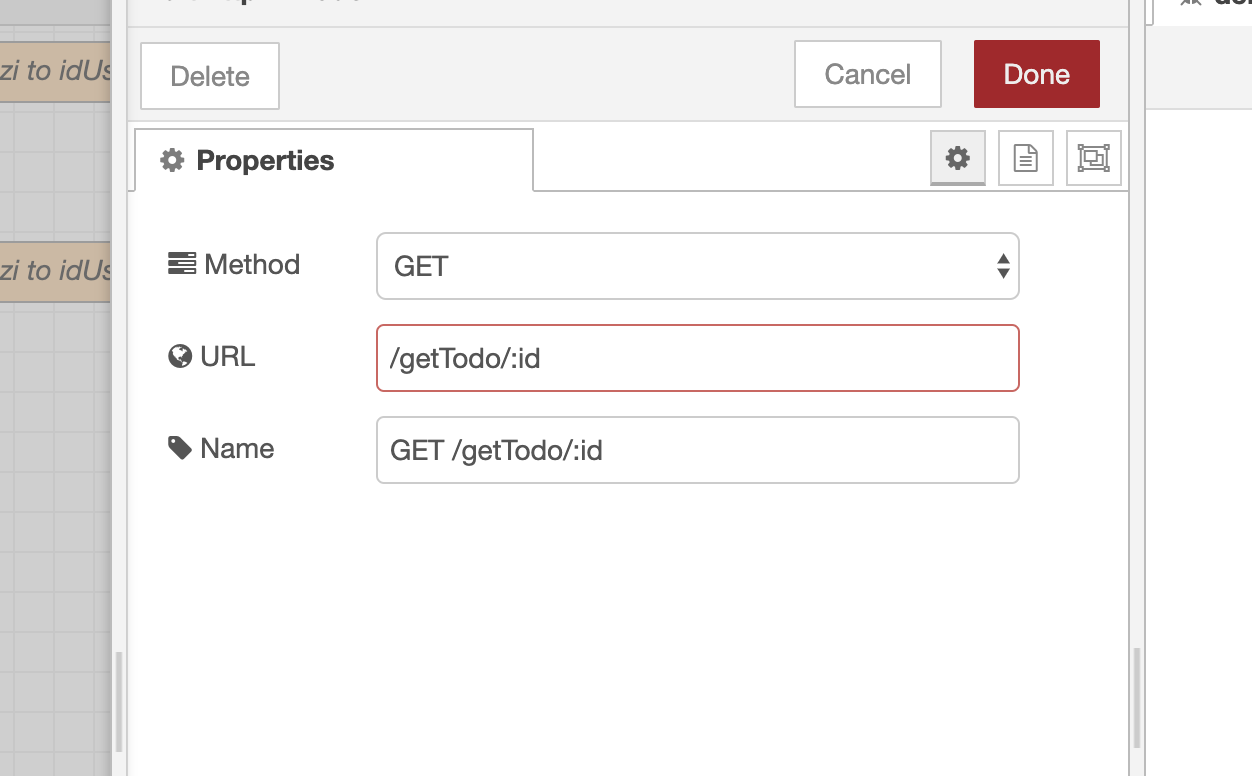 zi to idUs
zi to idUs
Delete
Cancel
Done
Properties
Method
GET
URL
/getTodo/:id
Name
GET /getTodo/:id